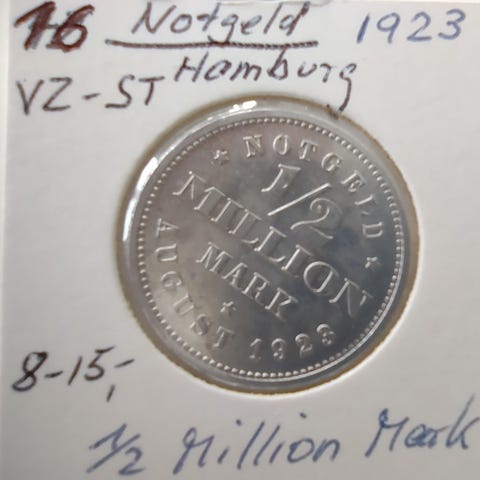 16 Notgeld 1923
VZ-ST Hamburg
★ NOTGELD ★
1/2
MILLION
MARK
★
AUGUST 1923
8-15,-
1/2 Million Mark